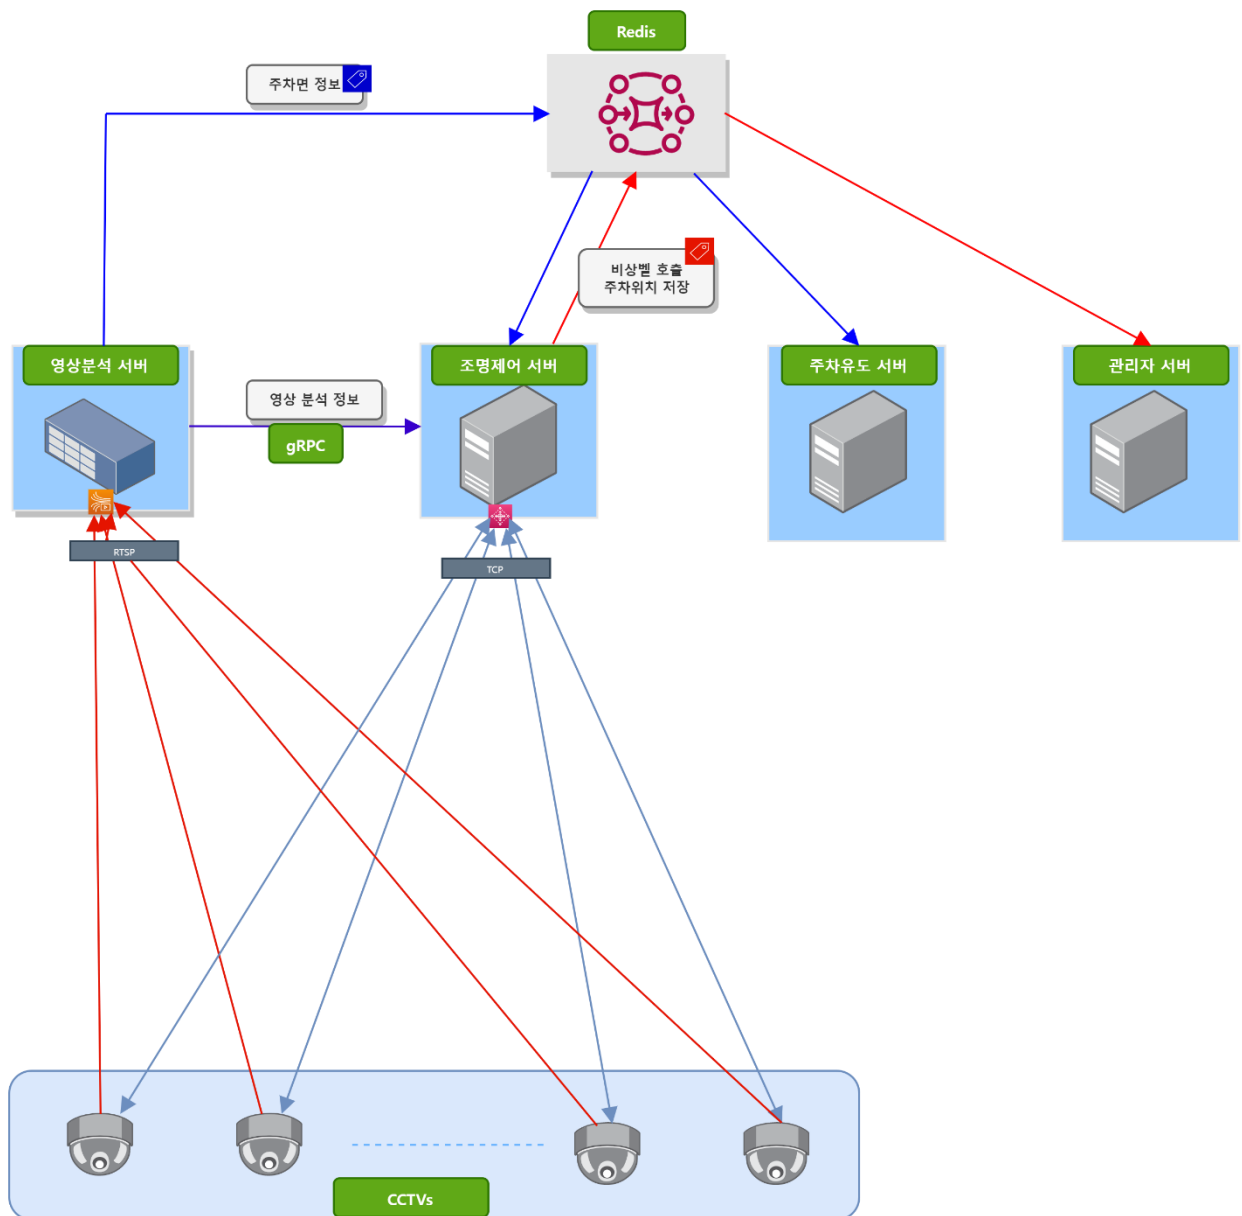 Redis
주차면 정보
비상벨 호출
주차위치 저장
영상분석 서버
조명제어 서버
주차유도 서버
관리자 서버
영상 분석 정보
gRPC
RTSP
TCP
CCTVs